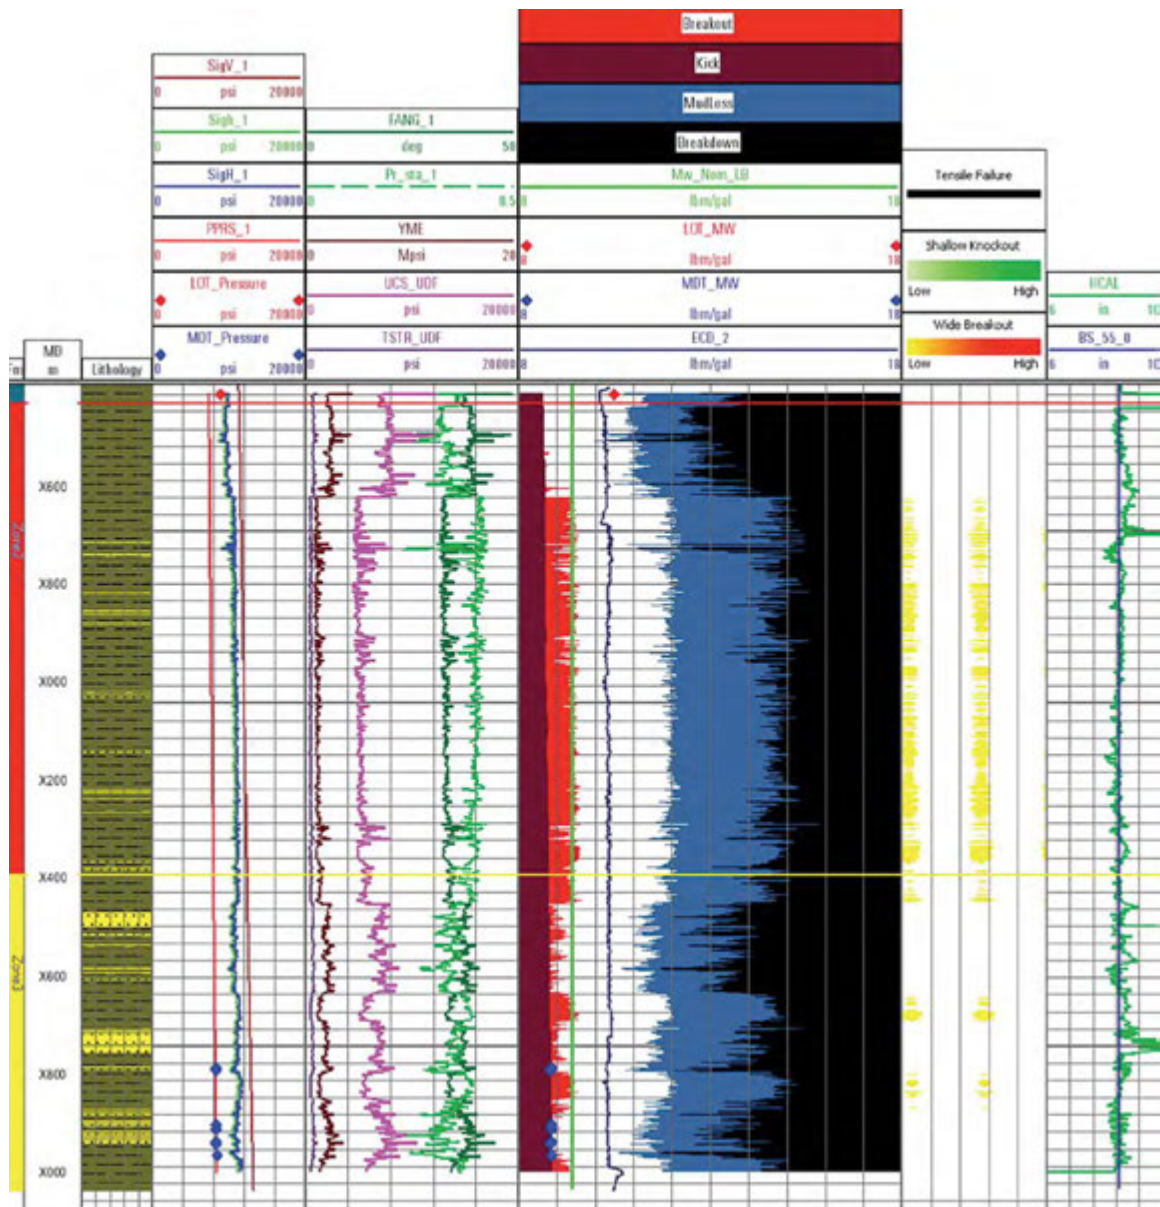 Breakout
Kick
MudLoss
Breakdown
SigV_1
0 psi 20000
Sigh_1
0 psi 20000
SigH_1
0 psi 20000
PPRS_1
0 psi 20000
LOT_Pressure
0 psi 20000
MDT_Pressure
0 psi 20000
FANG_1
0 deg 50
Pr_sta_1
0 0.5
YME
0 Mpsi 20
UCS_UDF
0 psi 20000
TSTR_UDF
0 psi 20000
Mw_Nom_LB
8 lbm/gal 18
LOT_MW
8 lbm/gal 18
MDT_MW
8 lbm/gal 18
ECD_2
8 lbm/gal 18
Tensile Failure
Shallow Knockout
Low High
Wide Breakout
Low High
HCAL
6 in 10
BS_55_0
6 in 10
MD
m
Lithology
Zone2
Zone3
X600
X800
X000
X200
X400
X600
X800
X000